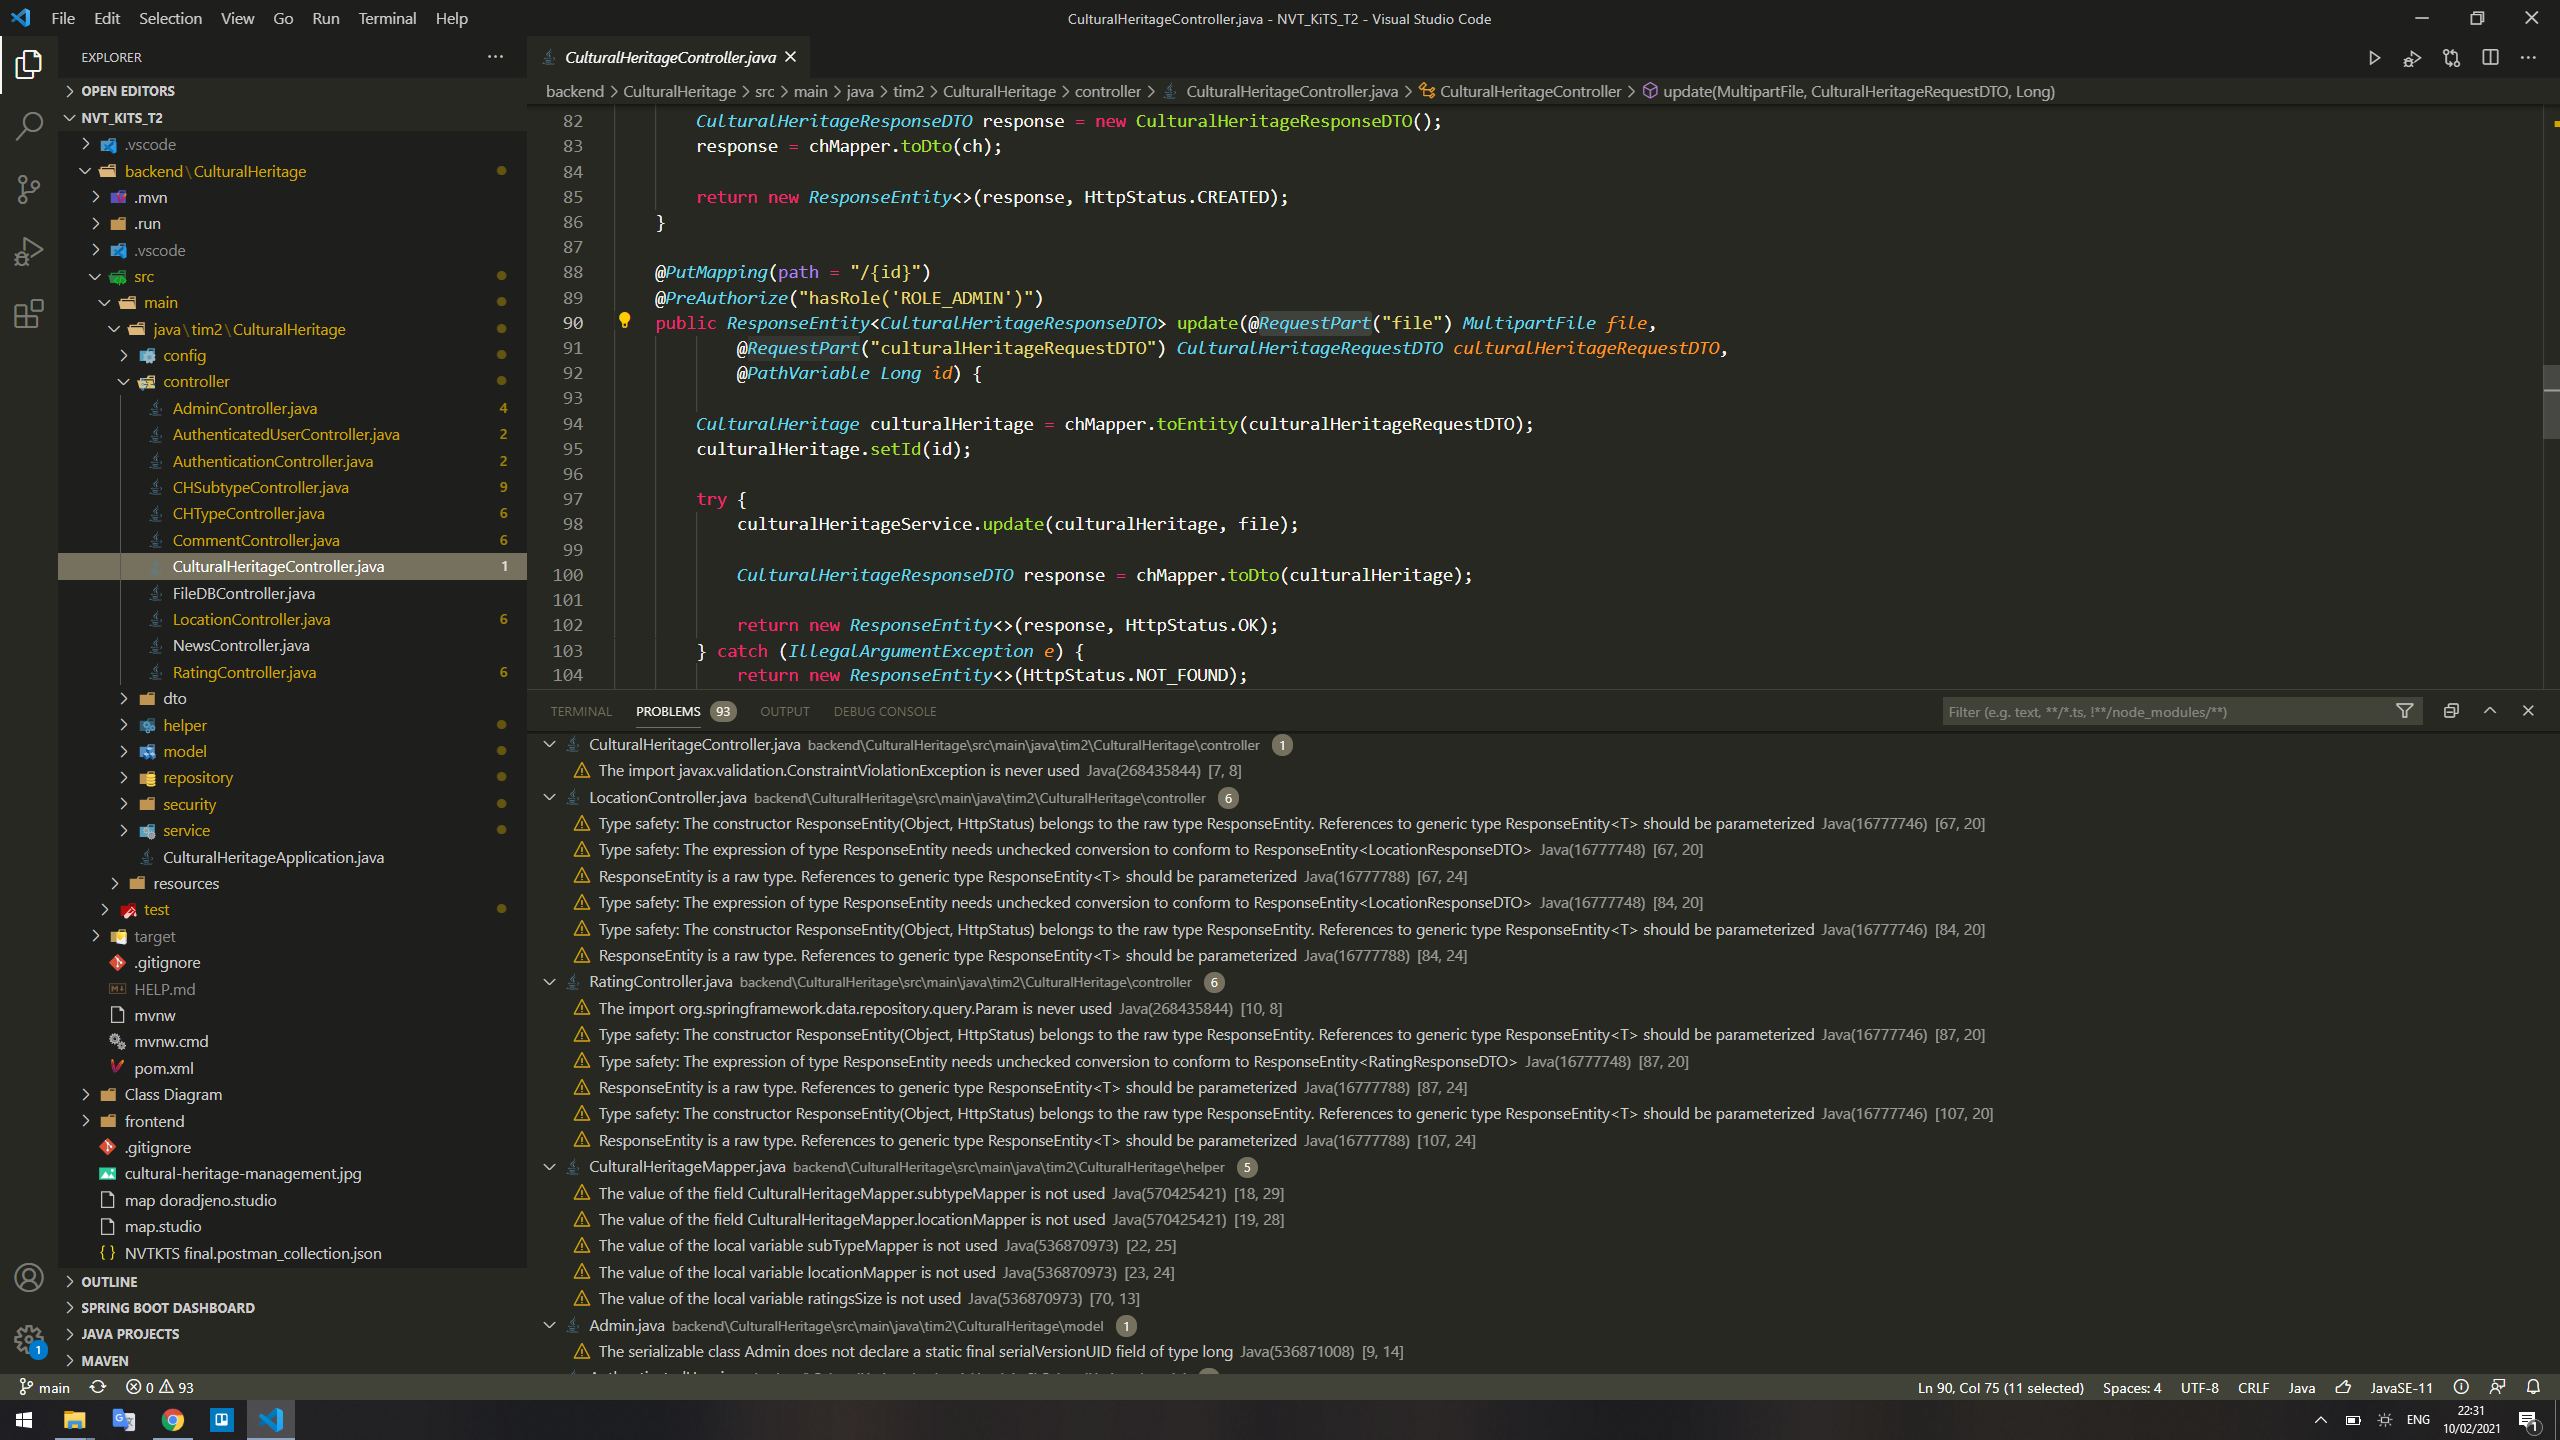 File Edit Selection View Go Run Terminal Help
CulturalHeritageController.java - NVT_KiTS_T2 - Visual Studio Code
EXPLORER
OPEN EDITORS
NVT_KITS_T2
.vscode
backend\CulturalHeritage
.mvn
.run
.vscode
src
main
java\tim2\CulturalHeritage
config
controller
AdminController.java 4
AuthenticatedUserController.java 2
AuthenticationController.java 2
CHSubtypeController.java 9
CHTypeController.java 6
CommentController.java 6
CulturalHeritageController.java 1
FileDBController.java
LocationController.java 6
NewsController.java
RatingController.java 6
dto
helper
model
repository
security
service
CulturalHeritageApplication.java
resources
test
target
.gitignore
HELP.md
mvnw
mvnw.cmd
pom.xml
Class Diagram
frontend
.gitignore
cultural-heritage-management.jpg
map doradjeno.studio
map.studio
NVTKTS final.postman_collection.json
OUTLINE
SPRING BOOT DASHBOARD
JAVA PROJECTS
MAVEN
CulturalHeritageController.java
backend > CulturalHeritage > src > main > java > tim2 > CulturalHeritage > controller > CulturalHeritageController.java > CulturalHeritageController > update(MultipartFile, CulturalHeritageRequestDTO, Long)
82 CulturalHeritageResponseDTO response = new CulturalHeritageResponseDTO();
83 response = chMapper.toDto(ch);
84
85 return new ResponseEntity<>(response, HttpStatus.CREATED);
86 }
87
88 @PutMapping(path = "/{id}")
89 @PreAuthorize("hasRole('ROLE_ADMIN')")
90 public ResponseEntity<CulturalHeritageResponseDTO> update(@RequestPart("file") MultipartFile file,
91 @RequestPart("culturalHeritageRequestDTO") CulturalHeritageRequestDTO culturalHeritageRequestDTO,
92 @PathVariable Long id) {
93
94 CulturalHeritage culturalHeritage = chMapper.toEntity(culturalHeritageRequestDTO);
95 culturalHeritage.setId(id);
96
97 try {
98 culturalHeritageService.update(culturalHeritage, file);
99
100 CulturalHeritageResponseDTO response = chMapper.toDto(culturalHeritage);
101
102 return new ResponseEntity<>(response, HttpStatus.OK);
103 } catch (IllegalArgumentException e) {
104 return new ResponseEntity<>(HttpStatus.NOT_FOUND);
TERMINAL PROBLEMS 93 OUTPUT DEBUG CONSOLE
Filter (e.g. text, **/*.ts, !**/node_modules/**)
CulturalHeritageController.java backend\CulturalHeritage\src\main\java\tim2\CulturalHeritage\controller 1
The import javax.validation.ConstraintViolationException is never used Java(268435844) [7, 8]
LocationController.java backend\CulturalHeritage\src\main\java\tim2\CulturalHeritage\controller 6
Type safety: The constructor ResponseEntity(Object, HttpStatus) belongs to the raw type ResponseEntity. References to generic type ResponseEntity<T> should be parameterized Java(16777746) [67, 20]
Type safety: The expression of type ResponseEntity needs unchecked conversion to conform to ResponseEntity<LocationResponseDTO> Java(16777748) [67, 20]
ResponseEntity is a raw type. References to generic type ResponseEntity<T> should be parameterized Java(16777788) [67, 24]
Type safety: The expression of type ResponseEntity needs unchecked conversion to conform to ResponseEntity<LocationResponseDTO> Java(16777748) [84, 20]
Type safety: The constructor ResponseEntity(Object, HttpStatus) belongs to the raw type ResponseEntity. References to generic type ResponseEntity<T> should be parameterized Java(16777746) [84, 20]
ResponseEntity is a raw type. References to generic type ResponseEntity<T> should be parameterized Java(16777788) [84, 24]
RatingController.java backend\CulturalHeritage\src\main\java\tim2\CulturalHeritage\controller 6
The import org.springframework.data.repository.query.Param is never used Java(268435844) [10, 8]
Type safety: The constructor ResponseEntity(Object, HttpStatus) belongs to the raw type ResponseEntity. References to generic type ResponseEntity<T> should be parameterized Java(16777746) [87, 20]
Type safety: The expression of type ResponseEntity needs unchecked conversion to conform to ResponseEntity<RatingResponseDTO> Java(16777748) [87, 20]
ResponseEntity is a raw type. References to generic type ResponseEntity<T> should be parameterized Java(16777788) [87, 24]
Type safety: The constructor ResponseEntity(Object, HttpStatus) belongs to the raw type ResponseEntity. References to generic type ResponseEntity<T> should be parameterized Java(16777746) [107, 20]
ResponseEntity is a raw type. References to generic type ResponseEntity<T> should be parameterized Java(16777788) [107, 24]
CulturalHeritageMapper.java backend\CulturalHeritage\src\main\java\tim2\CulturalHeritage\helper 5
The value of the field CulturalHeritageMapper.subtypeMapper is not used Java(570425421) [18, 29]
The value of the field CulturalHeritageMapper.locationMapper is not used Java(570425421) [19, 28]
The value of the local variable subTypeMapper is not used Java(536870973) [22, 25]
The value of the local variable locationMapper is not used Java(536870973) [23, 24]
The value of the local variable ratingsSize is not used Java(536870973) [70, 13]
Admin.java backend\CulturalHeritage\src\main\java\tim2\CulturalHeritage\model 1
The serializable class Admin does not declare a static final serialVersionUID field of type long Java(536871008) [9, 14]
main 0 93
Ln 90, Col 75 (11 selected) Spaces: 4 UTF-8 CRLF Java JavaSE-11
1
ENG
22:31
10/02/2021
1